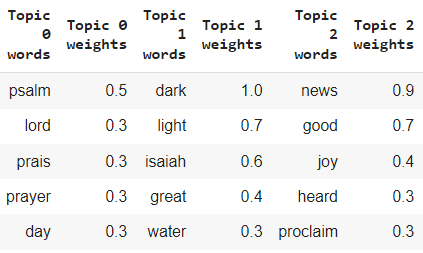 Topic 0 words Topic 0 weights Topic 1 words Topic 1 weights Topic 2 words Topic 2 weights
psalm 0.5 dark 1.0 news 0.9
lord 0.3 light 0.7 good 0.7
prais 0.3 isaiah 0.6 joy 0.4
prayer 0.3 great 0.4 heard 0.3
day 0.3 water 0.3 proclaim 0.3